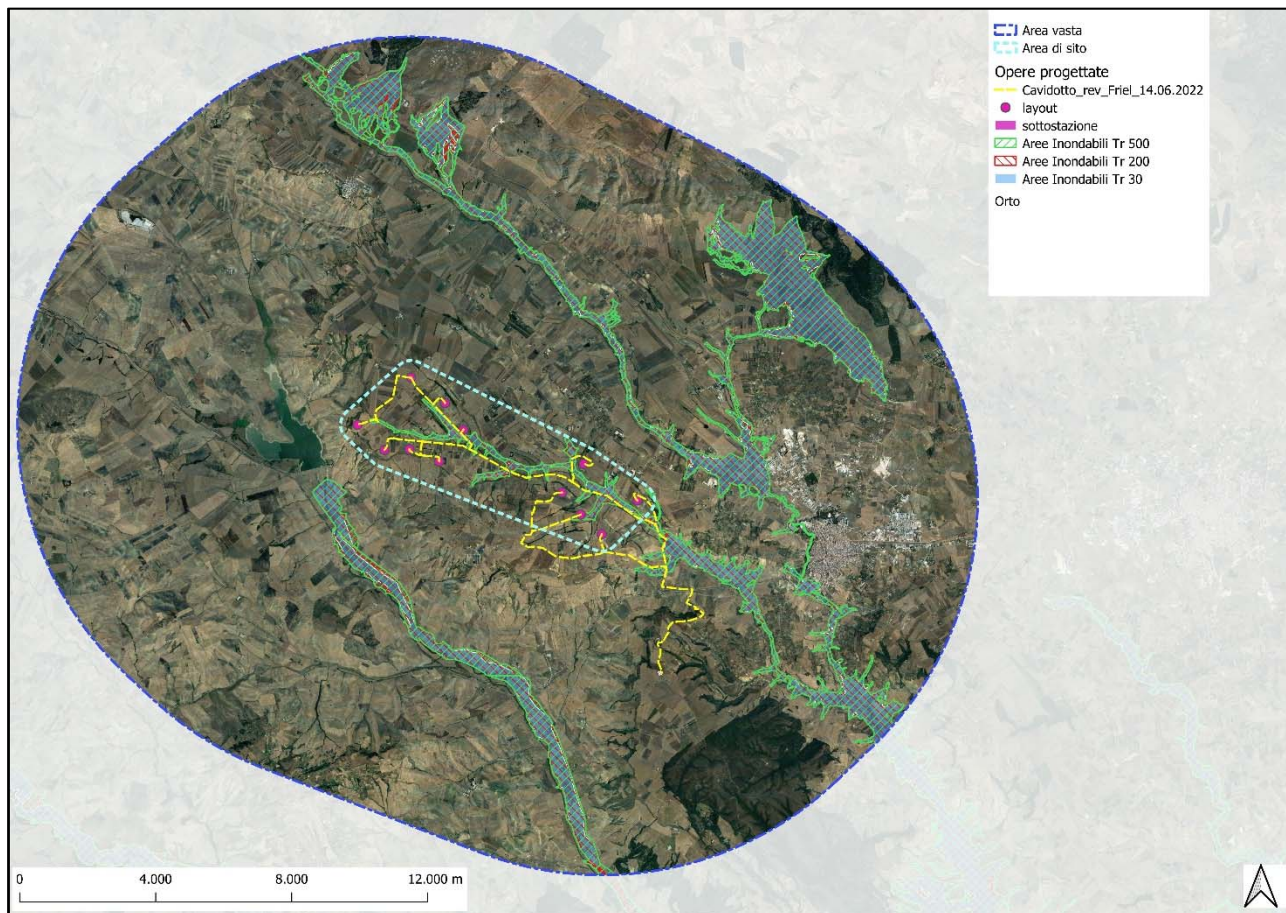 Area vasta
Area di sito
Opere progettate
Cavidotto_rev_Friel_14.06.2022
layout
sottostazione
Aree Inondabili Tr 500
Aree Inondabili Tr 200
Aree Inondabili Tr 30
Orto
0 4.000 8.000 12.000 m